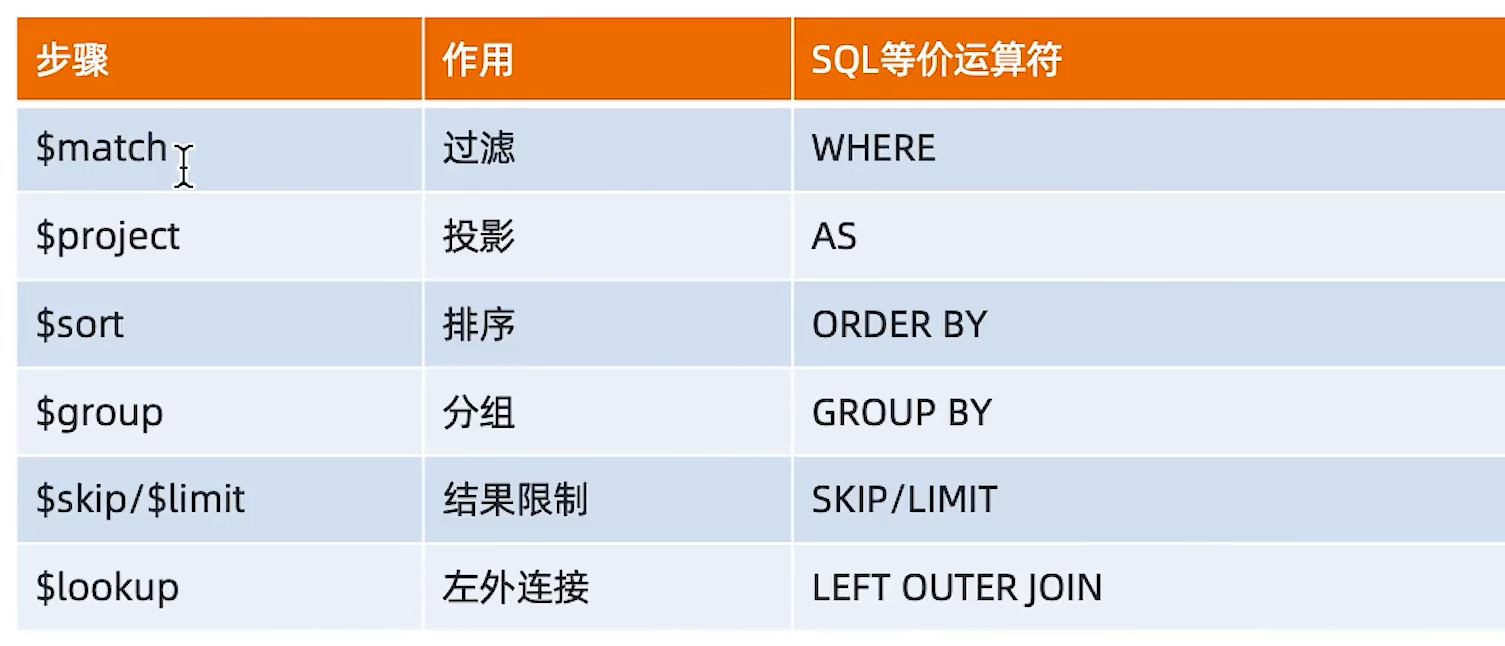 步骤 作用 SQL等价运算符
$match 过滤 WHERE
$project 投影 AS
$sort 排序 ORDER BY
$group 分组 GROUP BY
$skip/$limit 结果限制 SKIP/LIMIT
$lookup 左外连接 LEFT OUTER JOIN